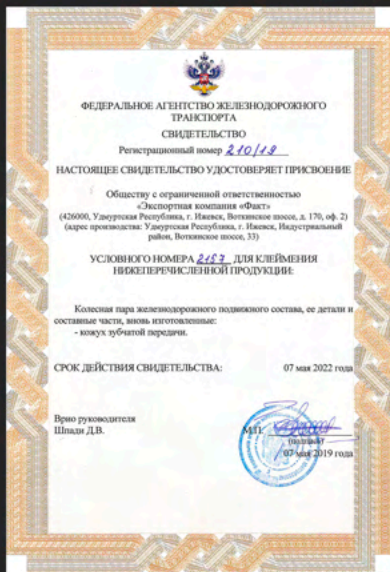 ФЕДЕРАЛЬНОЕ АГЕНТСТВО ЖЕЛЕЗНОДОРОЖНОГО
ТРАНСПОРТА
СВИДЕТЕЛЬСТВО
Регистрационный номер 210/19
НАСТОЯЩЕЕ СВИДЕТЕЛЬСТВО УДОСТОВЕРЯЕТ ПРИСВОЕНИЕ
Обществу с ограниченной ответственностью
«Экспортная компания «Факт»
(426000, Удмуртская Республика, г. Ижевск, Воткинское шоссе, д. 170, оф. 2)
(адрес производства: Удмуртская Республика, г. Ижевск, Индустриальный
район, Воткинское шоссе, 33)
УСЛОВНОГО НОМЕРА 2157 ДЛЯ КЛЕЙМЕНИЯ
НИЖЕПЕРЕЧИСЛЕННОЙ ПРОДУКЦИИ:
Колесная пара железнодорожного подвижного состава, ее детали и
составные части, вновь изготовленные:
- кожух зубчатой передачи.
СРОК ДЕЙСТВИЯ СВИДЕТЕЛЬСТВА: 07 мая 2022 года
Врио руководителя
Шпади Д.В.
М.П.
(подпись)
07 мая 2019 года